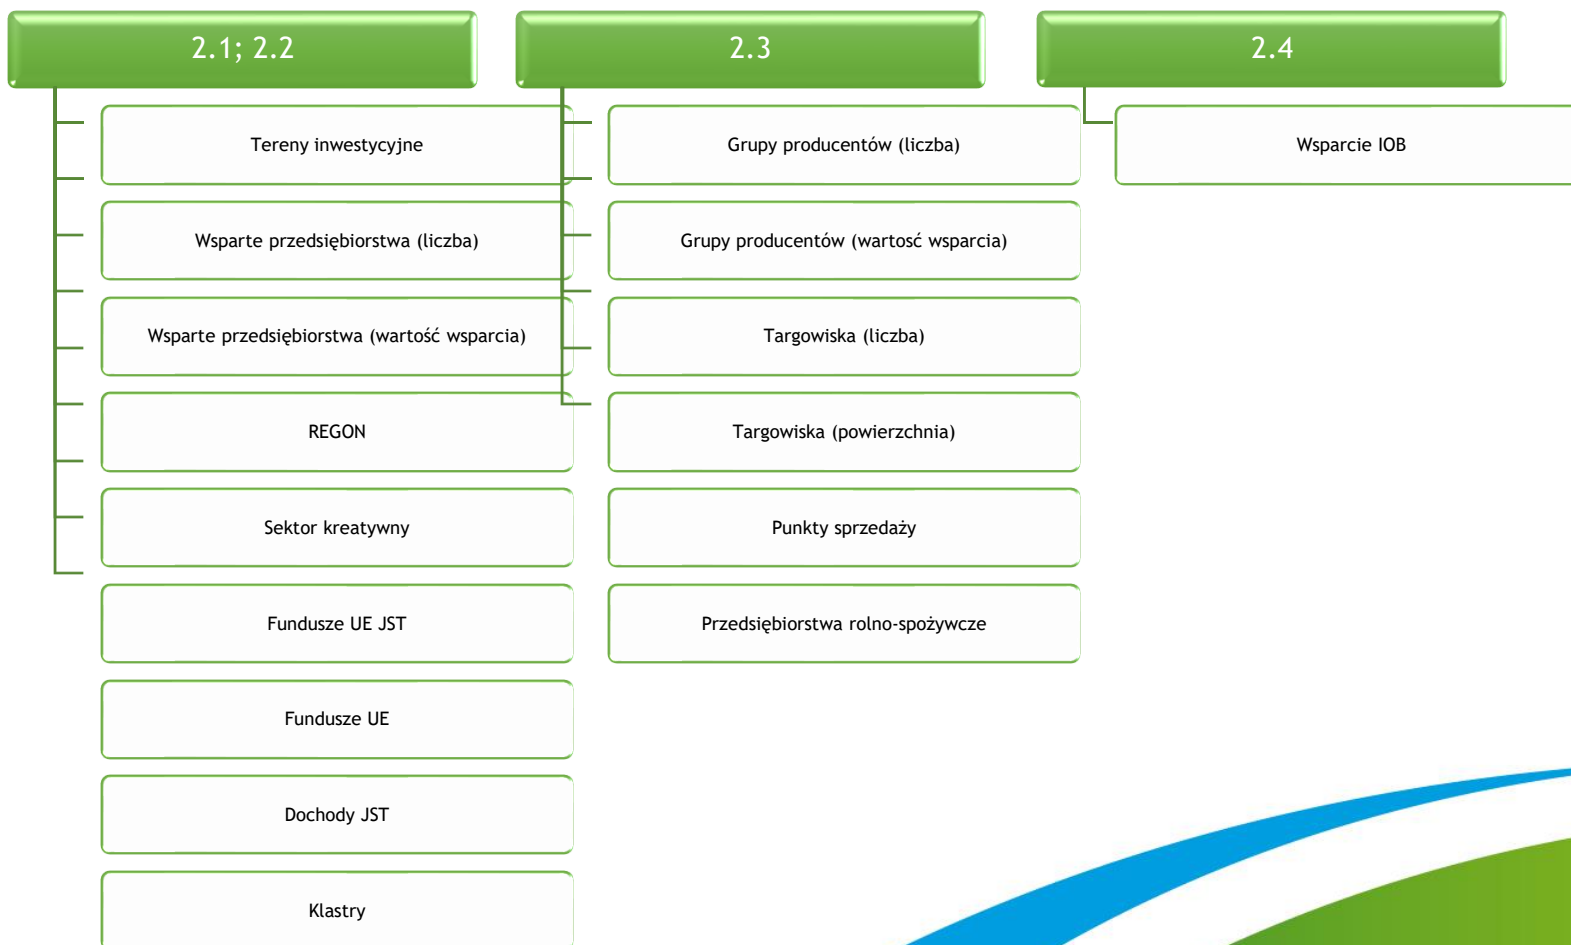 2.1; 2.2
Tereny inwestycyjne
Wsparte przedsiębiorstwa (liczba)
Wsparte przedsiębiorstwa (wartość wsparcia)
REGON
Sektor kreatywny
Fundusze UE JST
Fundusze UE
Dochody JST
Klastry
2.3
Grupy producentów (liczba)
Grupy producentów (wartosć wsparcia)
Targowiska (liczba)
Targowiska (powierzchnia)
Punkty sprzedaży
Przedsiębiorstwa rolno-spożywcze
2.4
Wsparcie IOB